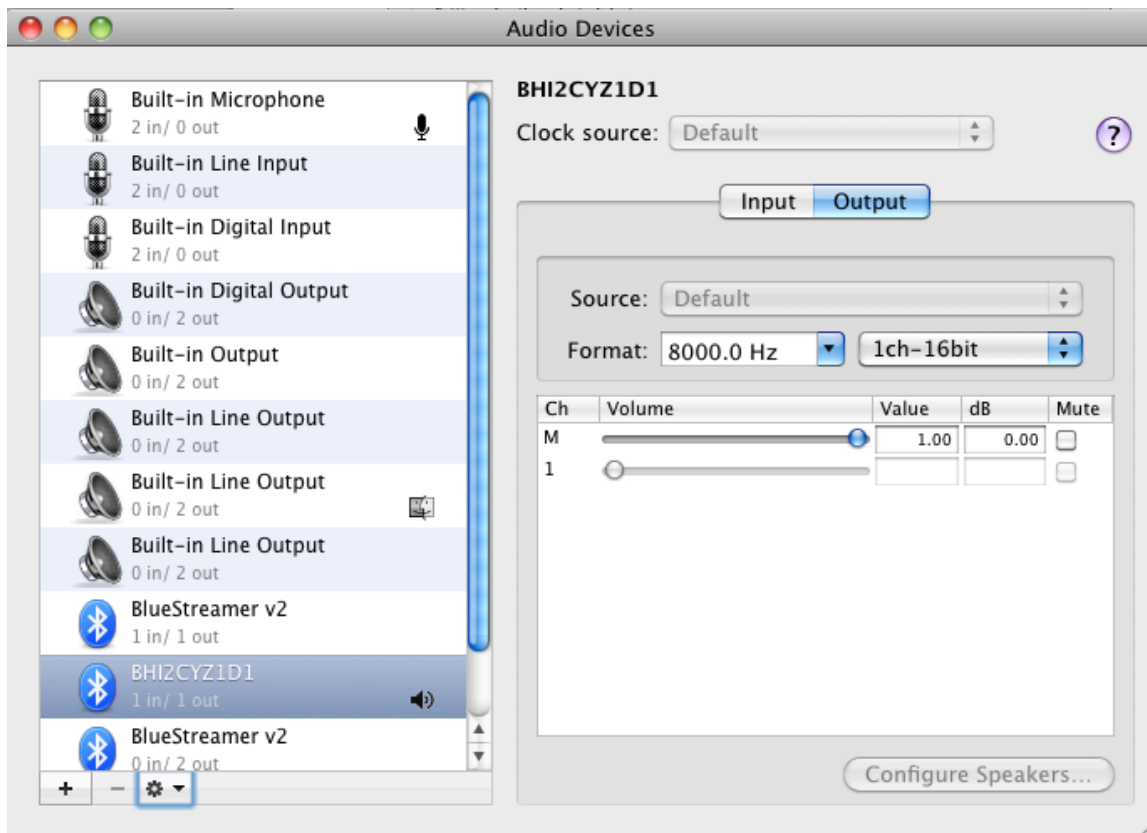 Audio Devices
Built-in Microphone
2 in/ 0 out
Built-in Line Input
2 in/ 0 out
Built-in Digital Input
2 in/ 0 out
Built-in Digital Output
0 in/ 2 out
Built-in Output
0 in/ 2 out
Built-in Line Output
0 in/ 2 out
Built-in Line Output
0 in/ 2 out
Built-in Line Output
0 in/ 2 out
BlueStreamer v2
1 in/ 1 out
BHI2CYZ1D1
1 in/ 1 out
BlueStreamer v2
0 in/ 2 out
+ −
BHI2CYZ1D1
Clock source: Default ?
Input Output
Source: Default
Format: 8000.0 Hz 1ch-16bit
Ch Volume Value dB Mute
M 1.00 0.00
1
Configure Speakers...